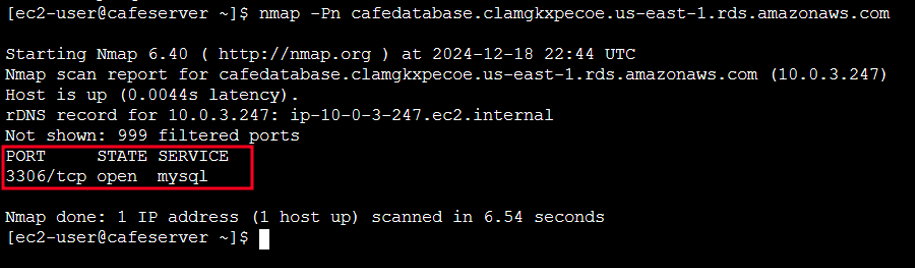 [ec2-user@cafeserver ~]$ nmap -Pn cafedatabase.clamgkxpecoe.us-east-1.rds.amazonaws.com
Starting Nmap 6.40 ( http://nmap.org ) at 2024-12-18 22:44 UTC
Nmap scan report for cafedatabase.clamgkxpecoe.us-east-1.rds.amazonaws.com (10.0.3.247)
Host is up (0.0044s latency).
rDNS record for 10.0.3.247: ip-10-0-3-247.ec2.internal
Not shown: 999 filtered ports
PORT     STATE SERVICE
3306/tcp open  mysql
Nmap done: 1 IP address (1 host up) scanned in 6.54 seconds
[ec2-user@cafeserver ~]$